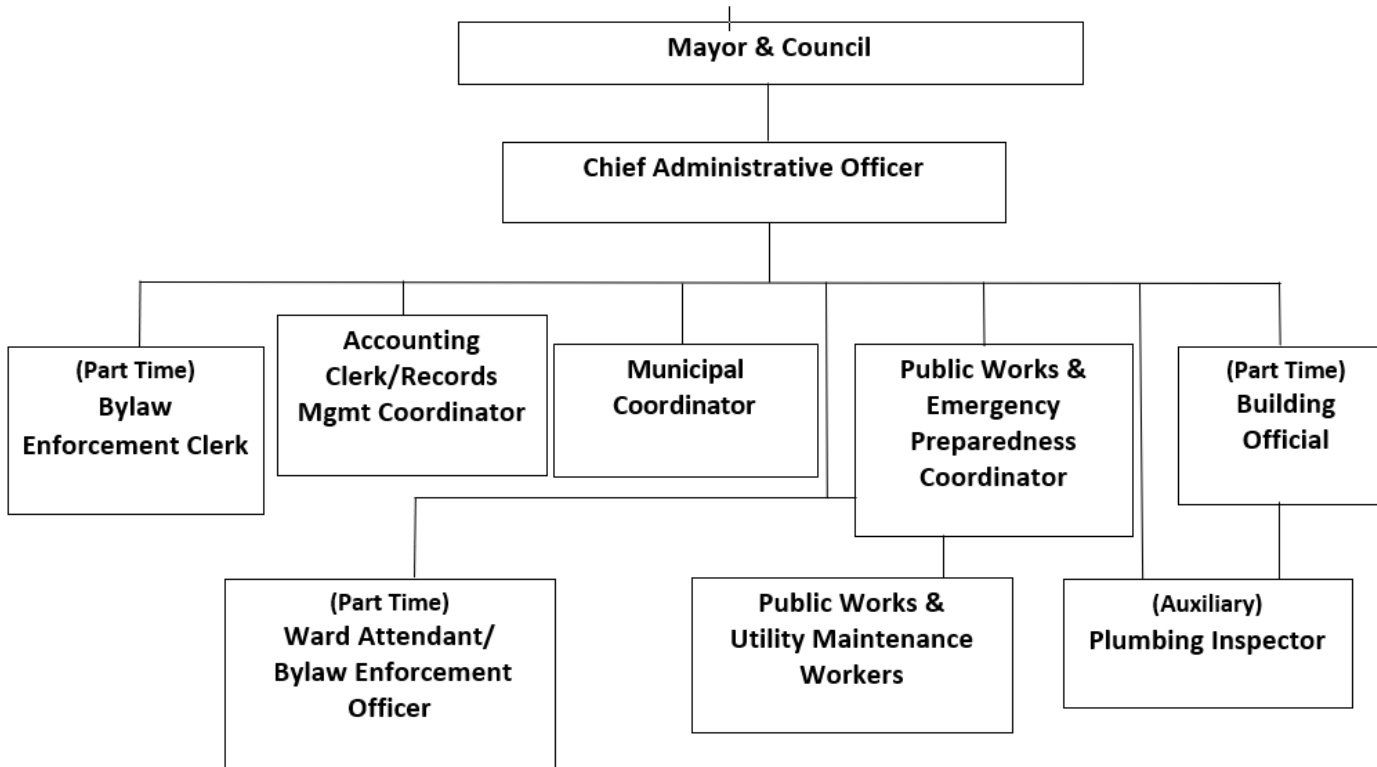 Mayor & Council
Chief Administrative Officer
(Part Time)
Bylaw
Enforcement Clerk
Accounting
Clerk/Records
Mgmt Coordinator
Municipal
Coordinator
Public Works &
Emergency
Preparedness
Coordinator
(Part Time)
Building
Official
(Part Time)
Ward Attendant/
Bylaw Enforcement
Officer
Public Works &
Utility Maintenance
Workers
(Auxiliary)
Plumbing Inspector